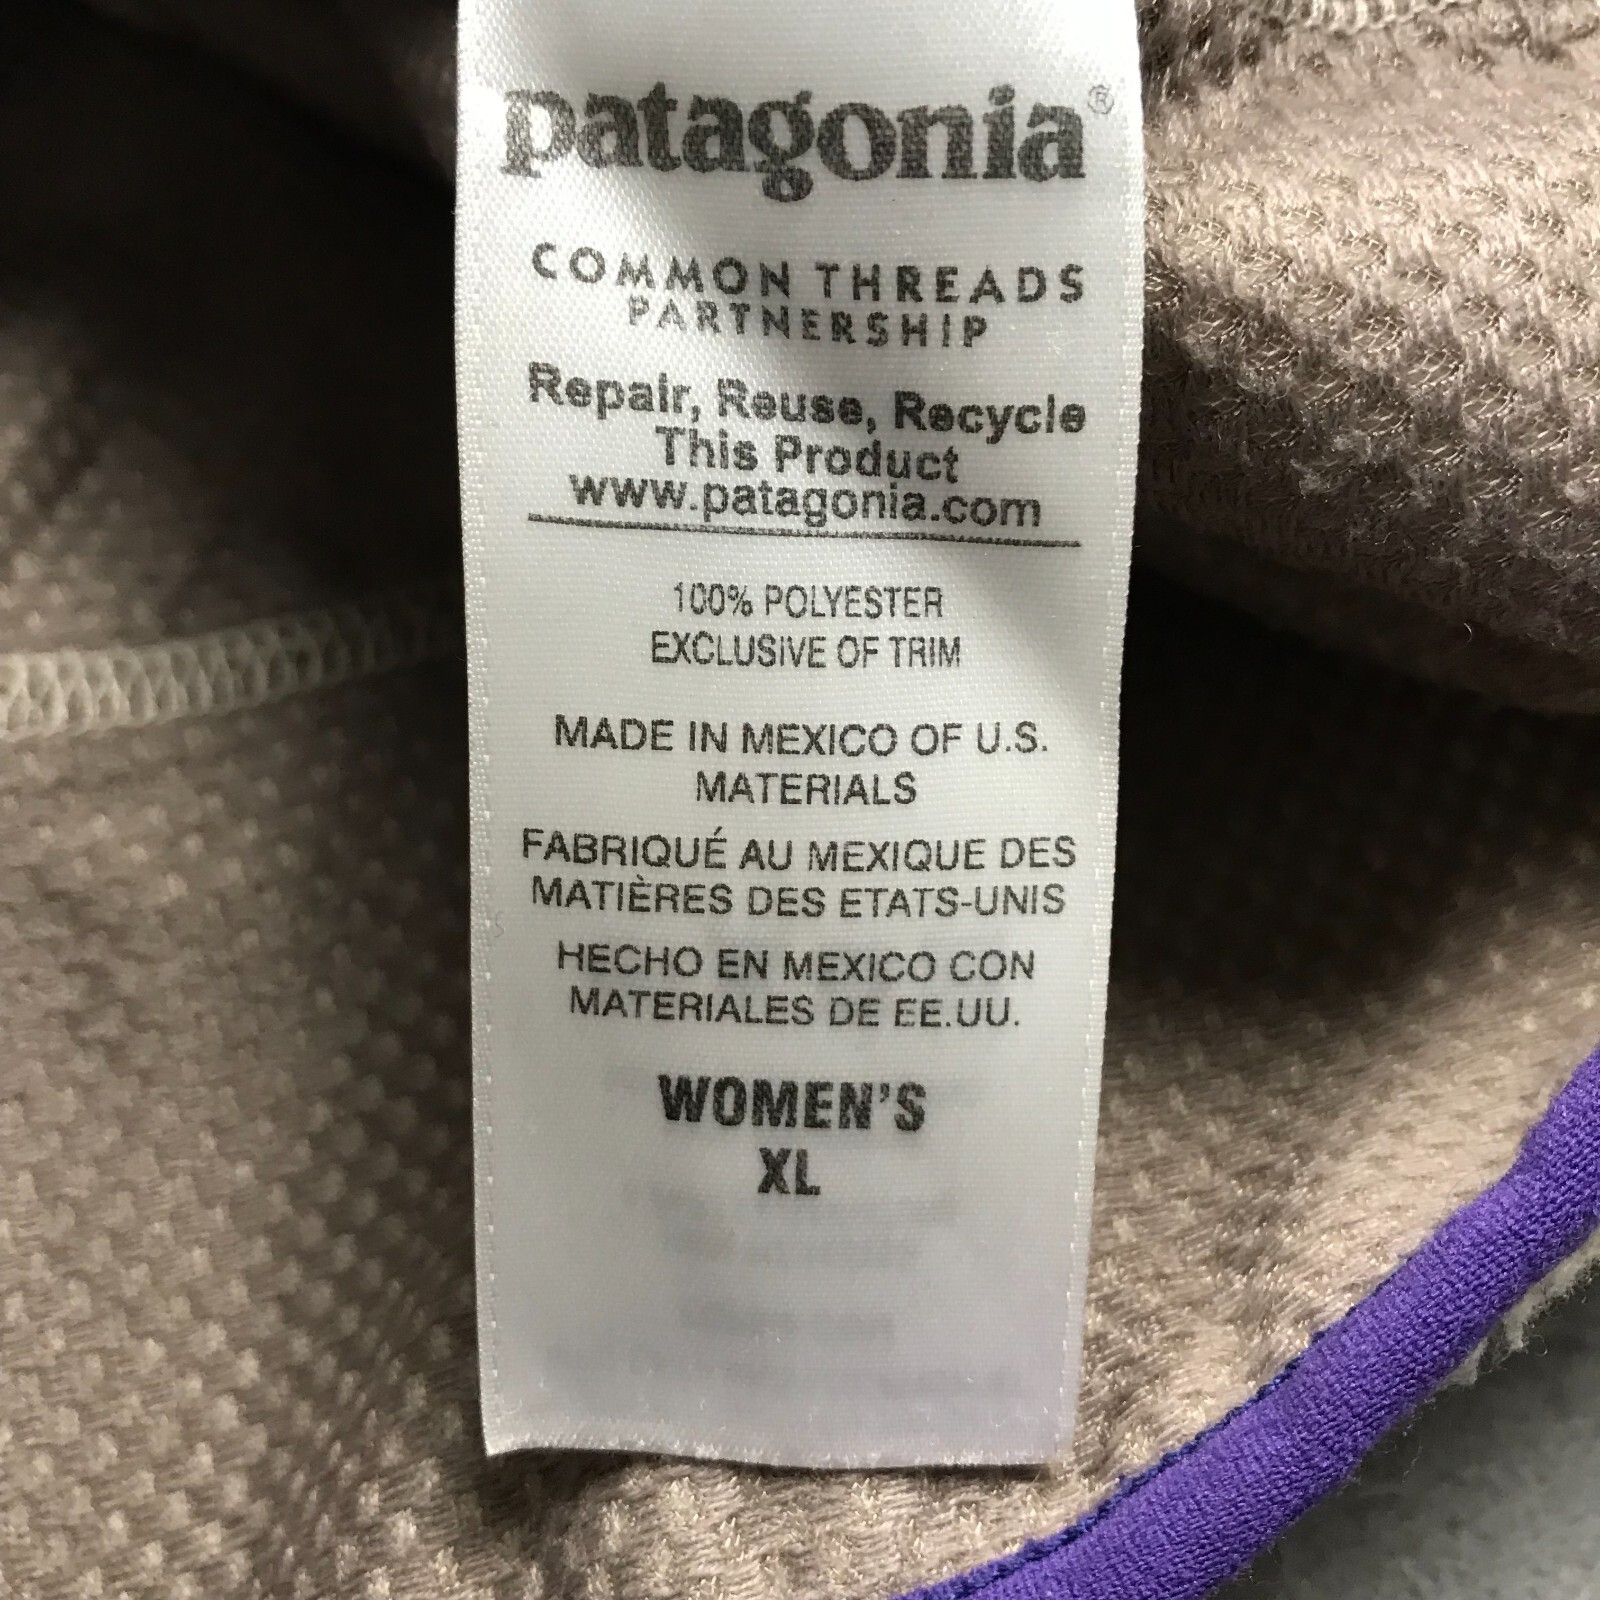 patagonia®
COMMON THREADS
PARTNERSHIP
Repair, Reuse, Recycle
This Product
www.patagonia.com
100% POLYESTER
EXCLUSIVE OF TRIM
MADE IN MEXICO OF U.S.
MATERIALS
FABRIQUÉ AU MEXIQUE DES
MATIÈRES DES ETATS-UNIS
HECHO EN MEXICO CON
MATERIALES DE EE.UU.
WOMEN'S
XL